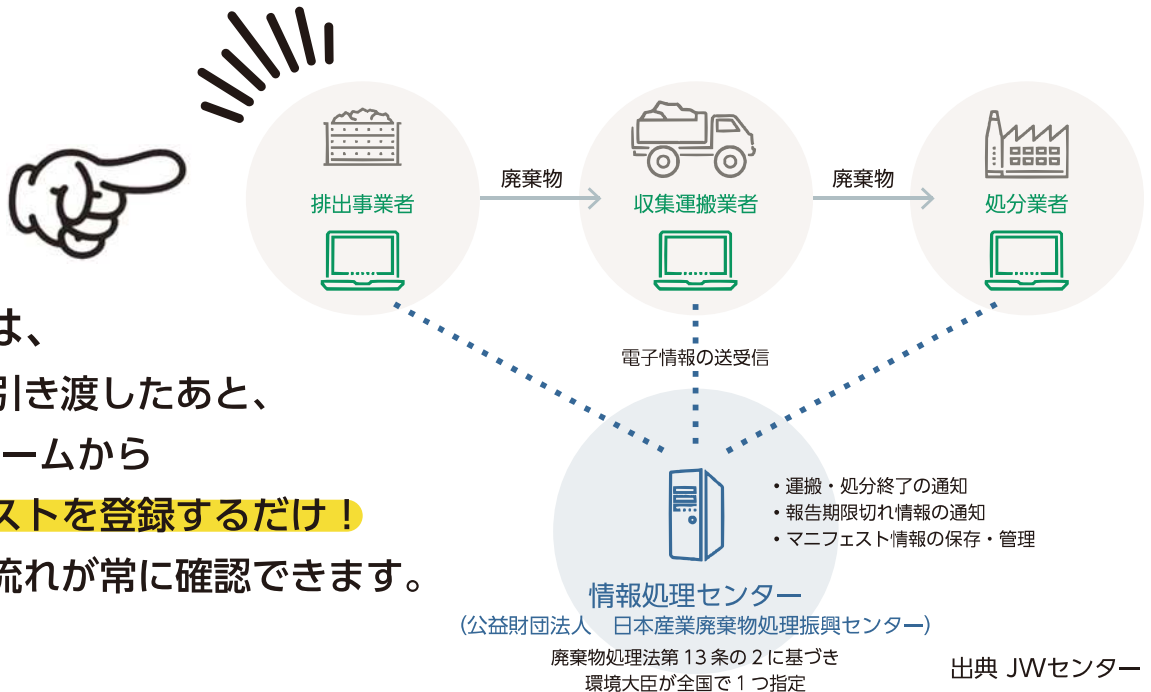 廃棄物
廃棄物
排出事業者
収集運搬業者
処分業者
は、
引き渡したあと、
ームから
ストを登録するだけ！
流れが常に確認できます。
電子情報の送受信
・運搬・処分終了の通知
・報告期限切れ情報の通知
・マニフェスト情報の保存・管理
情報処理センター
（公益財団法人　日本産業廃棄物処理振興センター）
廃棄物処理法第13条の2に基づき
環境大臣が全国で1つ指定
出典 JWセンター